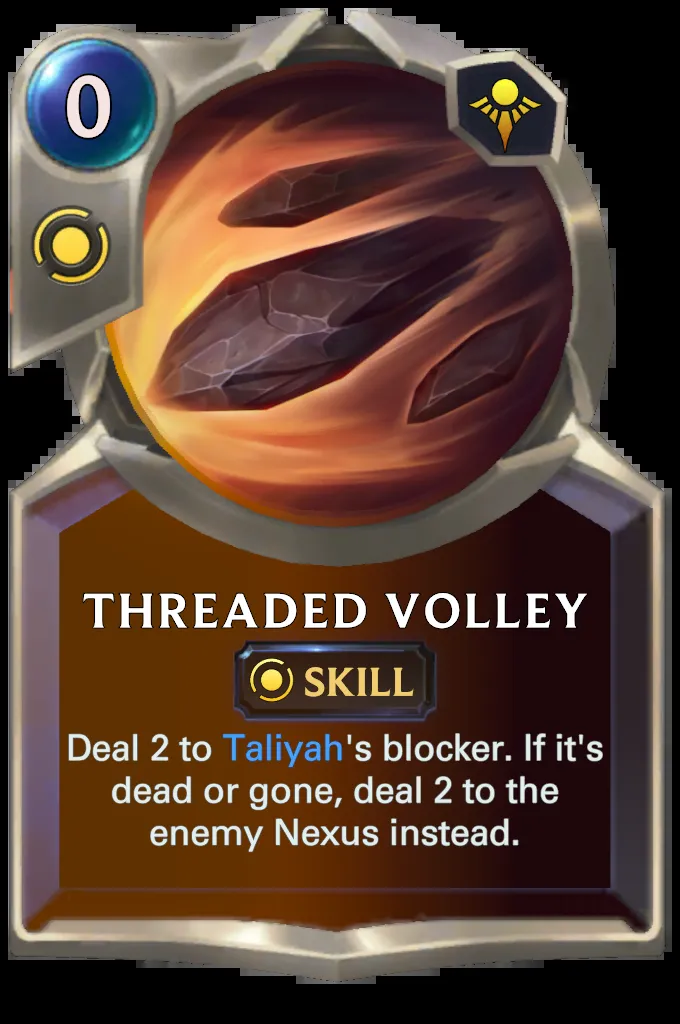 0
THREADED VOLLEY
SKILL
Deal 2 to Taliyah's blocker. If it's
dead or gone, deal 2 to the
enemy Nexus instead.